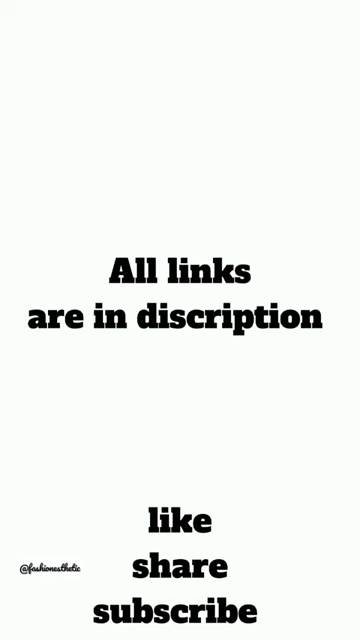 All links
are in discription
like
share
@fashionesthetic
subscribe